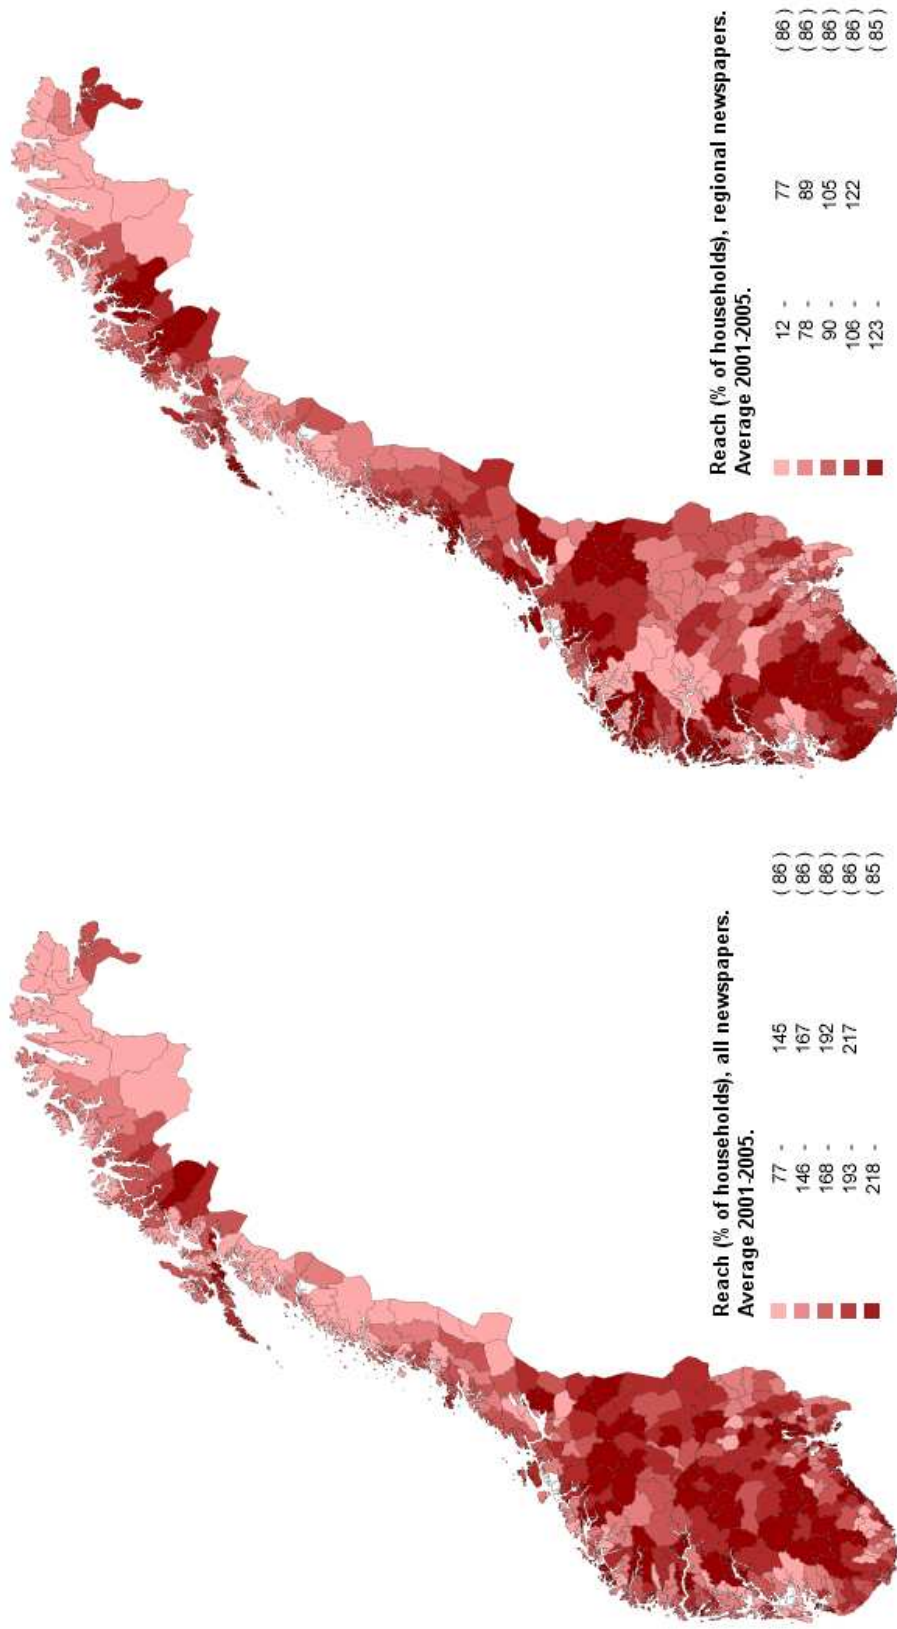 Reach (% of households), all newspapers.
Average 2001-2005.
77 - 145 ( 86 )
146 - 167 ( 86 )
168 - 192 ( 86 )
193 - 217 ( 86 )
218 - ( 85 )
Reach (% of households), regional newspapers.
Average 2001-2005.
12 - 77 ( 86 )
78 - 89 ( 86 )
90 - 105 ( 86 )
106 - 122 ( 86 )
123 - ( 85 )